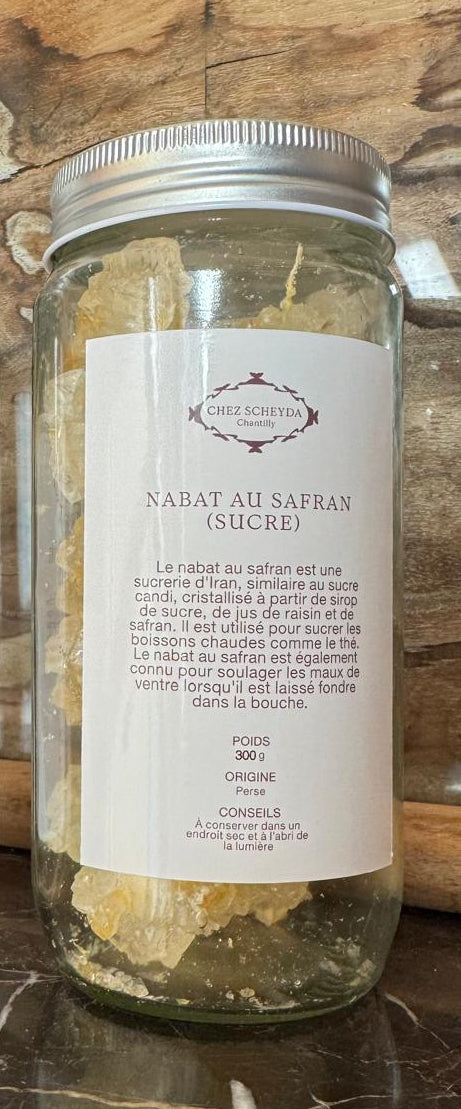 CHEZ SCHEYDA
Chantilly
NABAT AU SAFRAN
(SUCRE)
Le nabat au safran est une
sucrerie d'Iran, similaire au sucre
candi, cristallisé à partir de sirop
de sucre, de jus de raisin et de
safran. Il est utilisé pour sucrer les
boissons chaudes comme le thé.
Le nabat au safran est également
connu pour soulager les maux de
ventre lorsqu'il est laissé fondre
dans la bouche.
POIDS
300 g
ORIGINE
Perse
CONSEILS
À conserver dans un
endroit sec et à l'abri de
la lumière